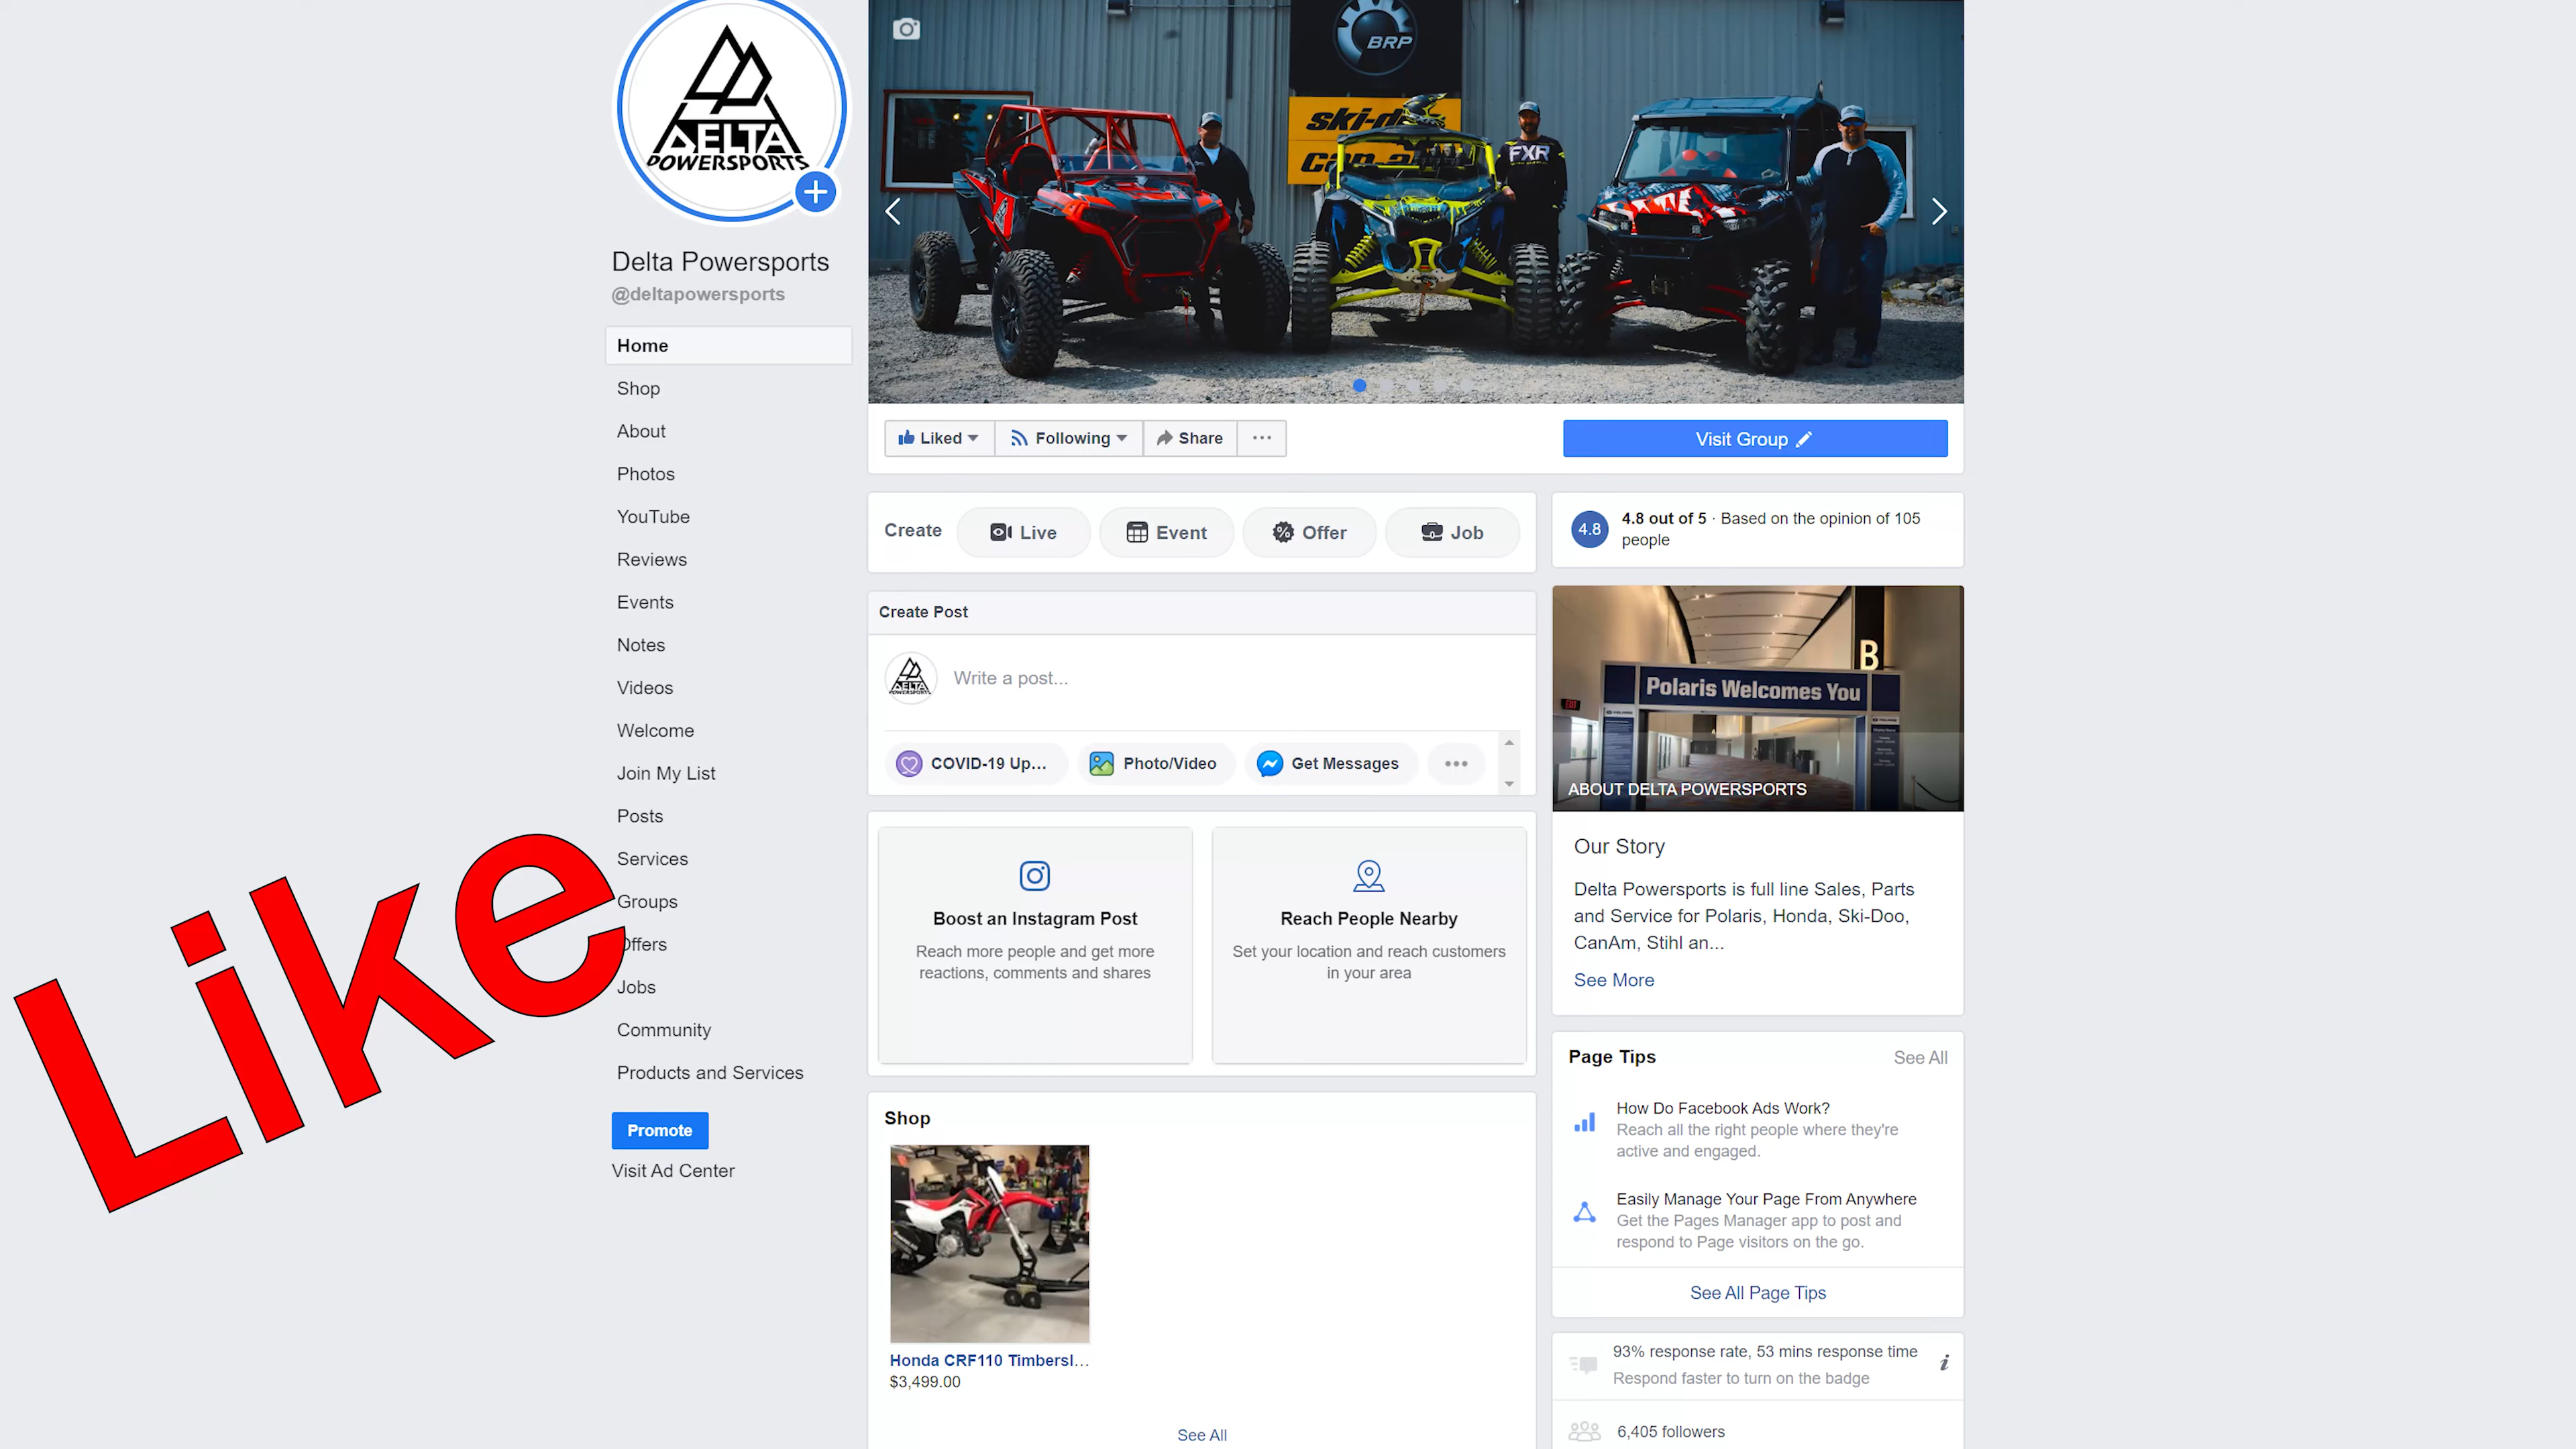 DELTA
POWERSPORTS
Delta Powersports
@deltapowersports
Home
Shop
About
Photos
YouTube
Reviews
Events
Notes
Videos
Welcome
Join My List
Posts
Services
Groups
Offers
Jobs
Community
Products and Services
Promote
Visit Ad Center
Like
BRP
ski-doo
can-am
FXR
Liked
Following
Share
Visit Group
Create
Live
Event
Offer
Job
Create Post
DELTA
POWERSPORTS
Write a post...
COVID-19 Up...
Photo/Video
Get Messages
Boost an Instagram Post
Reach more people and get more
reactions, comments and shares
Reach People Nearby
Set your location and reach customers
in your area
Shop
Honda CRF110 Timbersl...
$3,499.00
See All
4.8
4.8 out of 5 · Based on the opinion of 105
people
B
Polaris Welcomes You
EXIT
ABOUT DELTA POWERSPORTS
Our Story
Delta Powersports is full line Sales, Parts
and Service for Polaris, Honda, Ski-Doo,
CanAm, Stihl an...
See More
Page Tips
See All
How Do Facebook Ads Work?
Reach all the right people where they're
active and engaged.
Easily Manage Your Page From Anywhere
Get the Pages Manager app to post and
respond to Page visitors on the go.
See All Page Tips
93% response rate, 53 mins response time
Respond faster to turn on the badge
6,405 followers